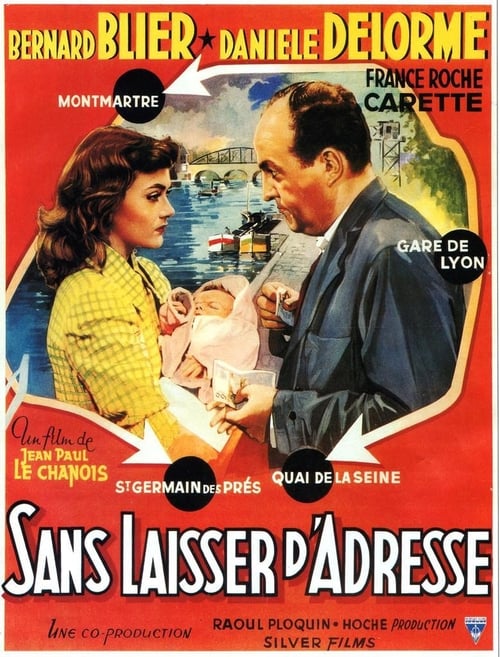 BERNARD BLIER ★ DANIELE DELORME
FRANCE ROCHE
CARETTE
MONTMARTRE
GARE DE
LYON
Un film de
JEAN PAUL
LE CHANOIS
ST GERMAIN DES PRÉS
QUAI DE LA SEINE
SANS LAISSER D'ADRESSE
UNE CO-PRODUCTION
RAOUL PLOQUIN • HOCHE PRODUCTION
SILVER FILMS